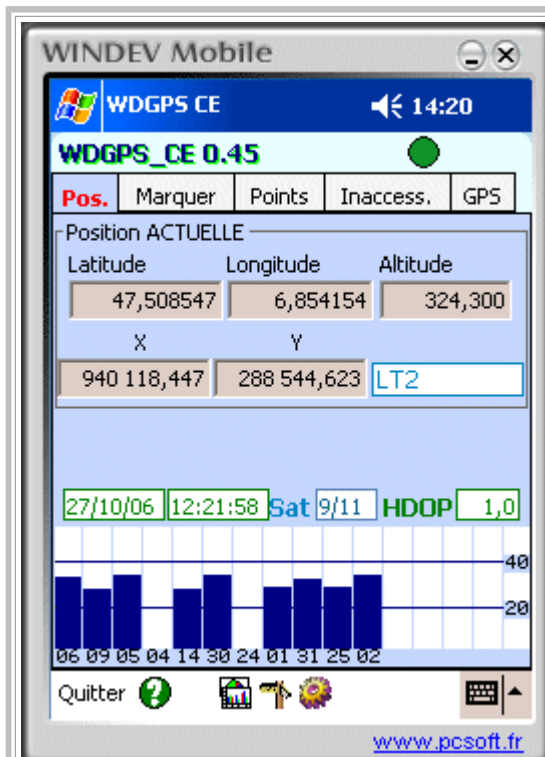 WINDEV Mobile
WDGPS CE 14:20
WDGPS_CE 0.45
Pos. Marquer Points Inaccess. GPS
Position ACTUELLE
Latitude Longitude Altitude
47,508547 6,854154 324,300
X Y
940 118,447 288 544,623 LT2
27/10/06 12:21:58 Sat 9/11 HDOP 1,0
40
20
06 09 05 04 14 30 24 01 31 25 02
Quitter ?
www.pcsoft.fr